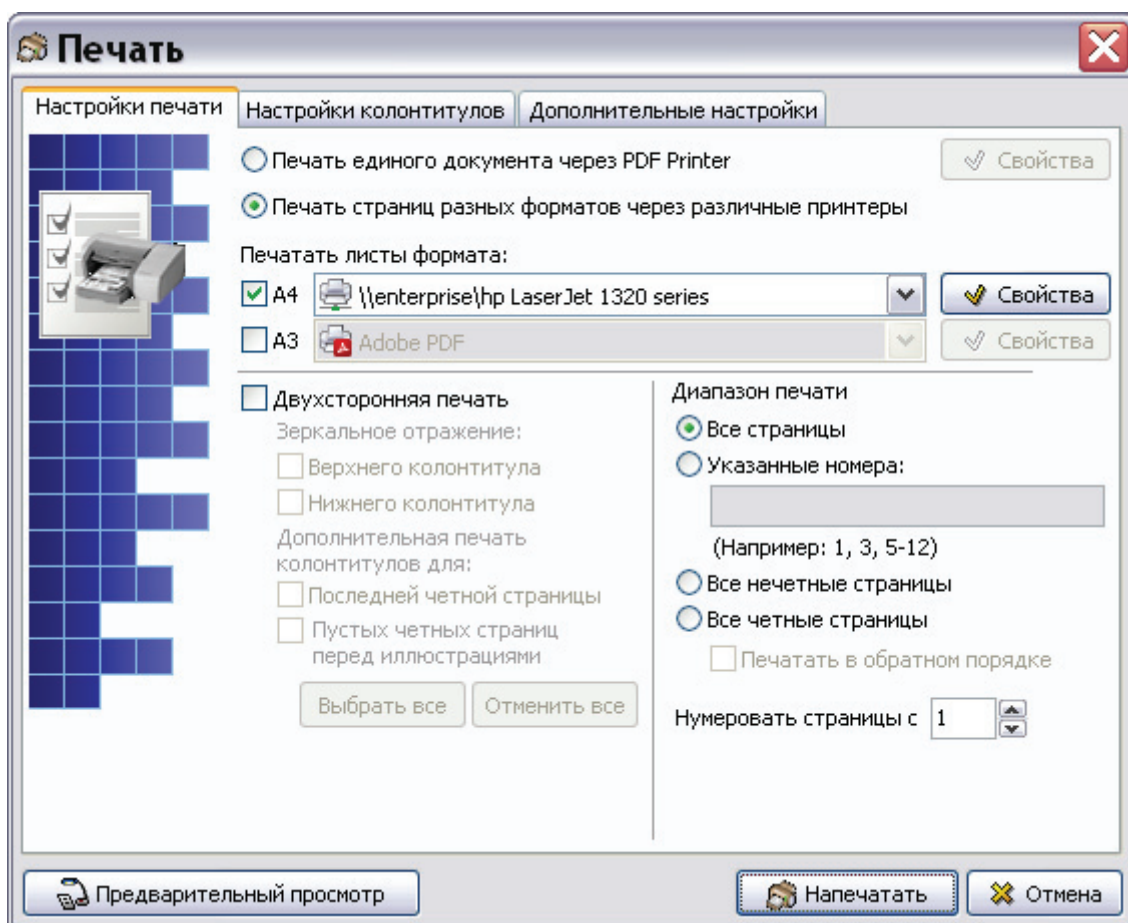 Печать
Настройки печати
Настройки колонтитулов
Дополнительные настройки
Печать единого документа через PDF Printer
Свойства
Печать страниц разных форматов через различные принтеры
Печатать листы формата:
A4
\\enterprise\hp LaserJet 1320 series
Свойства
A3
Adobe PDF
Свойства
Двухсторонняя печать
Зеркальное отражение:
Верхнего колонтитула
Нижнего колонтитула
Дополнительная печать
колонтитулов для:
Последней четной страницы
Пустых четных страниц
перед иллюстрациями
Выбрать все
Отменить все
Диапазон печати
Все страницы
Указанные номера:
(Например: 1, 3, 5-12)
Все нечетные страницы
Все четные страницы
Печатать в обратном порядке
Нумеровать страницы с 1
Предварительный просмотр
Напечатать
Отмена